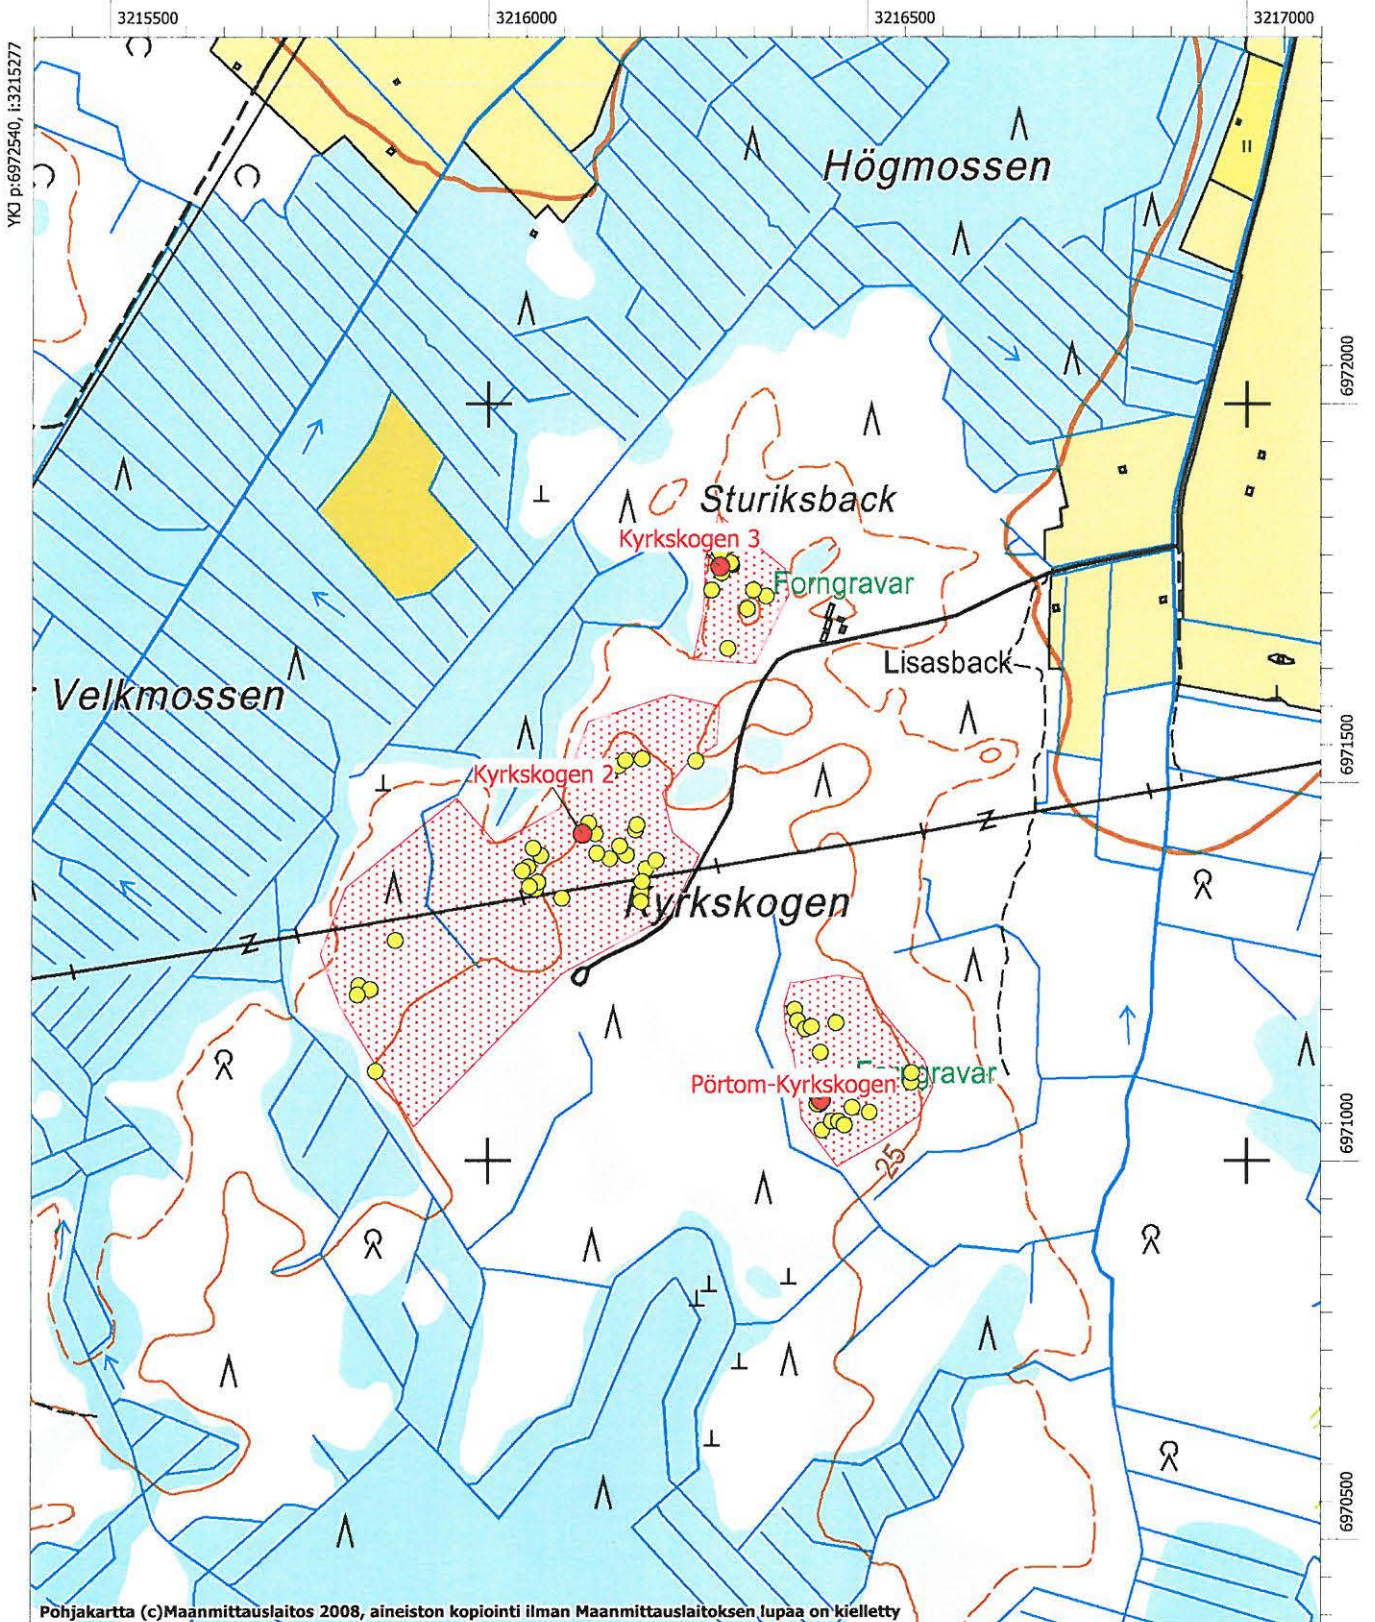 3215500
3216000
3216500
3217000
YKJ p:6972540, i:3215277
Högmossen
6972000
Sturiksback
Kyrkskogen 3
Forngravar
Lisasback
Velkmossen
6971500
Kyrkskogen 2
Kyrkskogen
Pörtom-Kyrkskogen
gravar
6971000
25
6970500
Pohjakartta (c)Maanmittauslaitos 2008, aineiston kopiointi ilman Maanmittauslaitoksen lupaa on kielletty